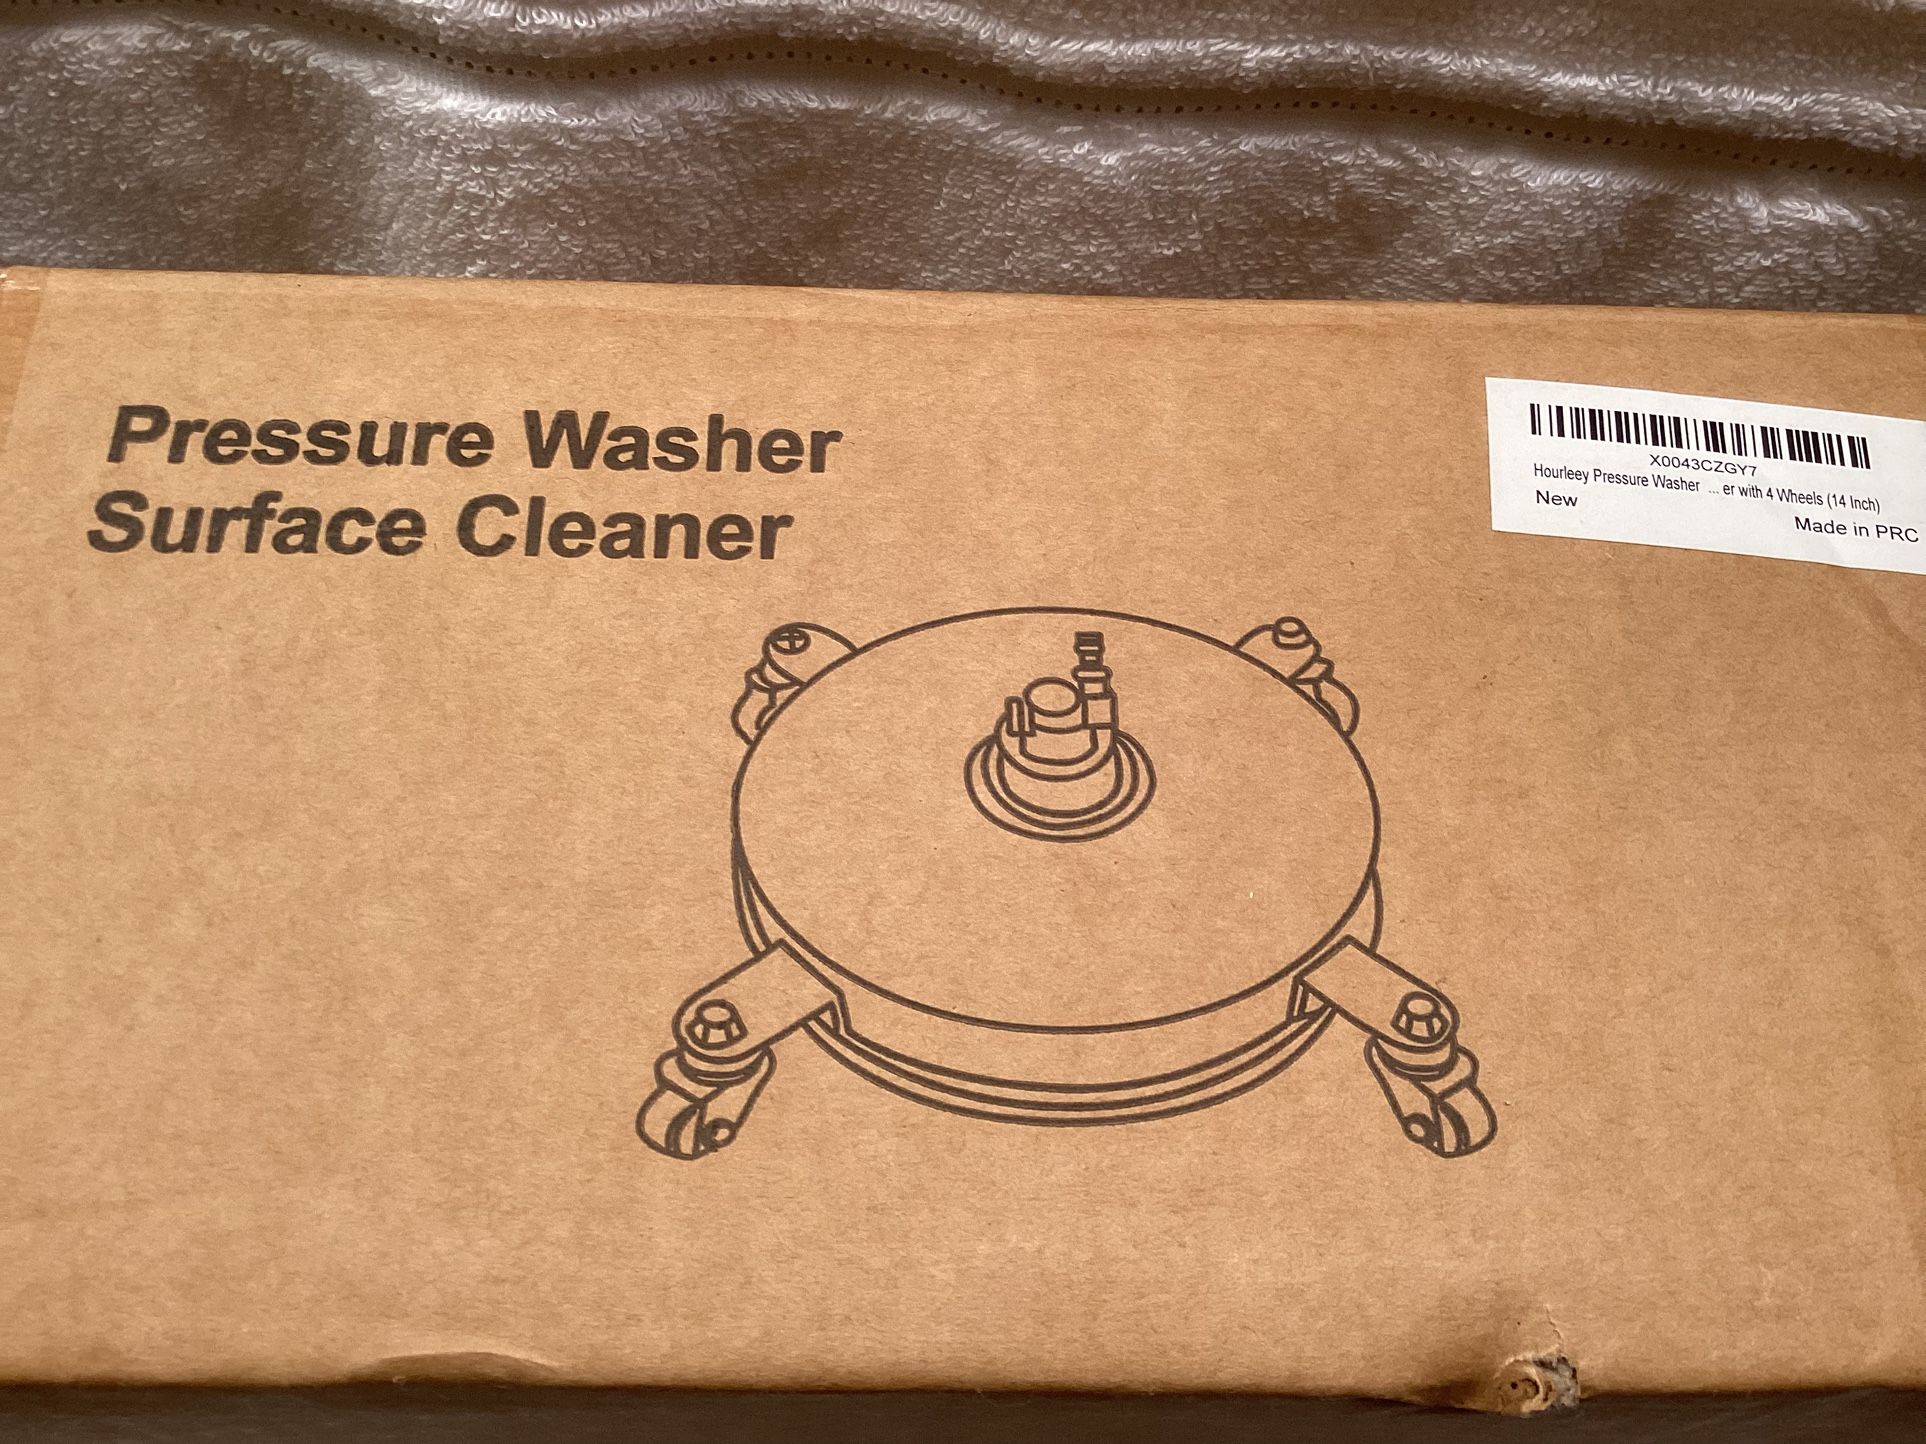 Pressure Washer
Surface Cleaner
X0043CZGY7
Hourleey Pressure Washer ... er with 4 Wheels (14 Inch)
New
Made in PRC